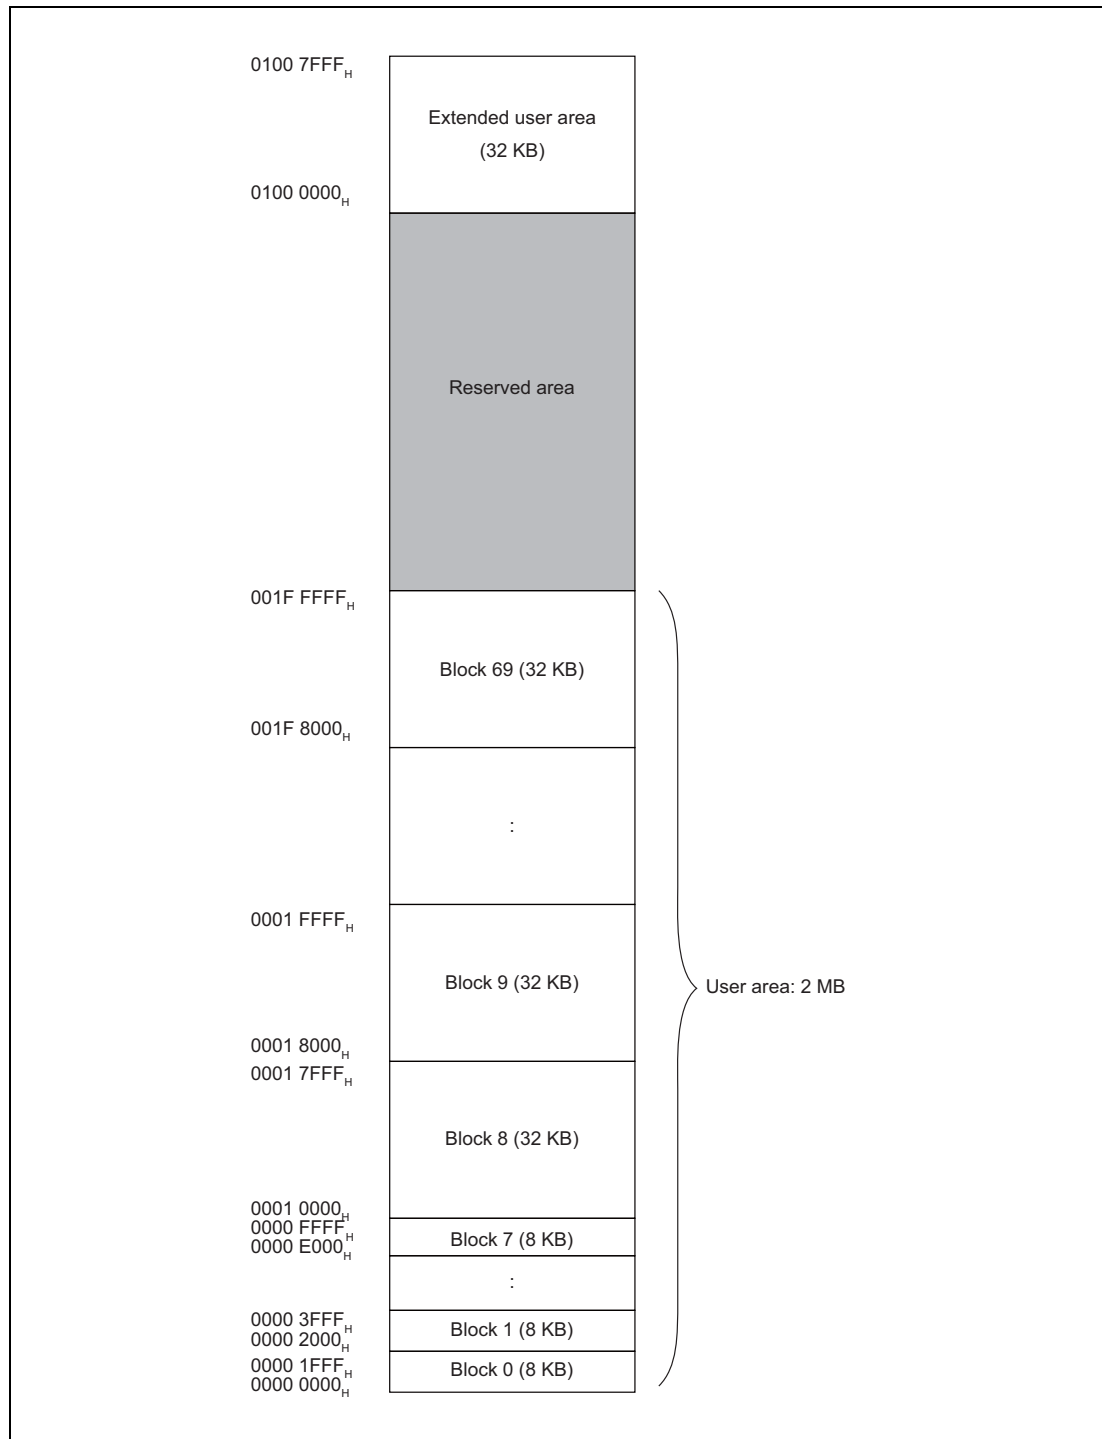 0100 7FFFH
Extended user area
(32 KB)
0100 0000H
Reserved area
001F FFFFH
Block 69 (32 KB)
001F 8000H
:
0001 FFFFH
Block 9 (32 KB)
User area: 2 MB
0001 8000H
0001 7FFFH
Block 8 (32 KB)
0001 0000H
0000 FFFFH
Block 7 (8 KB)
0000 E000H
:
0000 3FFFH
Block 1 (8 KB)
0000 2000H
0000 1FFFH
Block 0 (8 KB)
0000 0000H